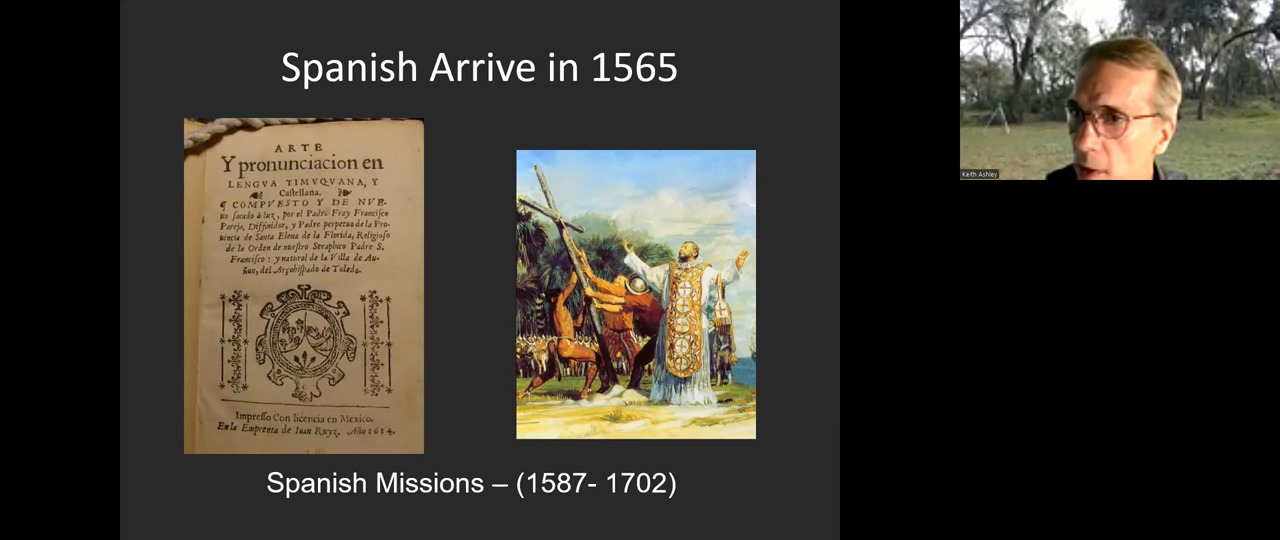 Spanish Arrive in 1565
ARTE
Y pronunciacion en
LENGVA TIMVQVANA, Y
Castellana.
¶ COMPVESTO Y DE NVE-
uo sacado à luz, por el Padre Fray Francisco
Pareja, Diffinidor, y Padre perpetuo de la Pro-
uincia de Santa Elena de la Florida, Religioso
de la Orden de nuestro Seraphico Padre S.
Francisco: y natural de la Villa de Au-
ñon, del Arçobispado de Toledo.
Impresso Con licencia en Mexico.
En la Emprenta de Ioan Ruyz. Año 1614.
Spanish Missions – (1587- 1702)
Keith Ashley